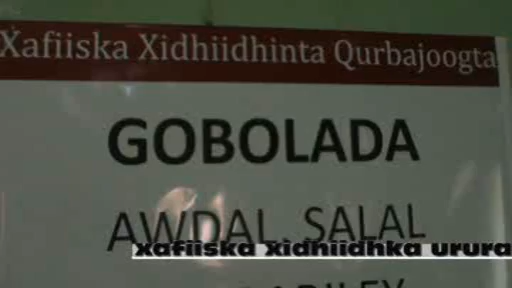 Xafiiska Xidhiidhinta Qurbajoogta
GOBOLADA
AWDAL, SALAL
xafiiska xidhiidhka urura